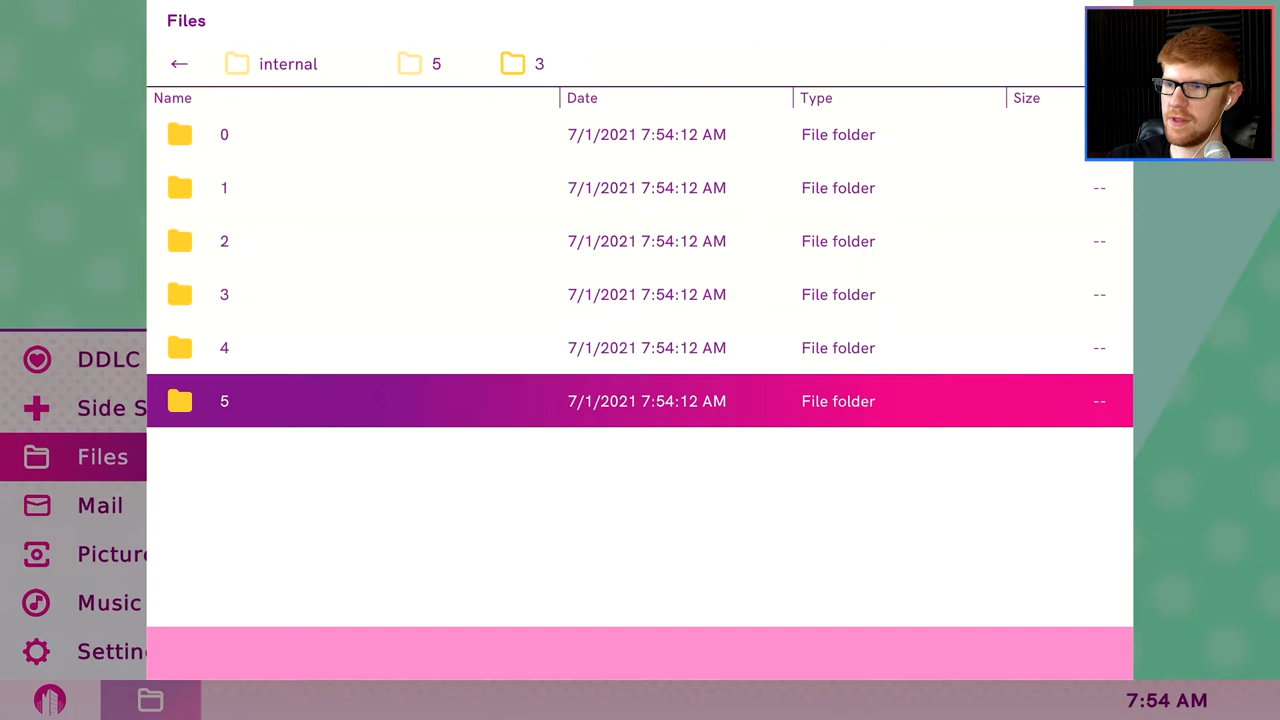 Files
← internal 5 3
Name Date Type Size
0 7/1/2021 7:54:12 AM File folder
1 7/1/2021 7:54:12 AM File folder --
2 7/1/2021 7:54:12 AM File folder --
3 7/1/2021 7:54:12 AM File folder --
4 7/1/2021 7:54:12 AM File folder --
5 7/1/2021 7:54:12 AM File folder --
DDLC
Side S
Files
Mail
Pictur
Music
Settin
7:54 AM